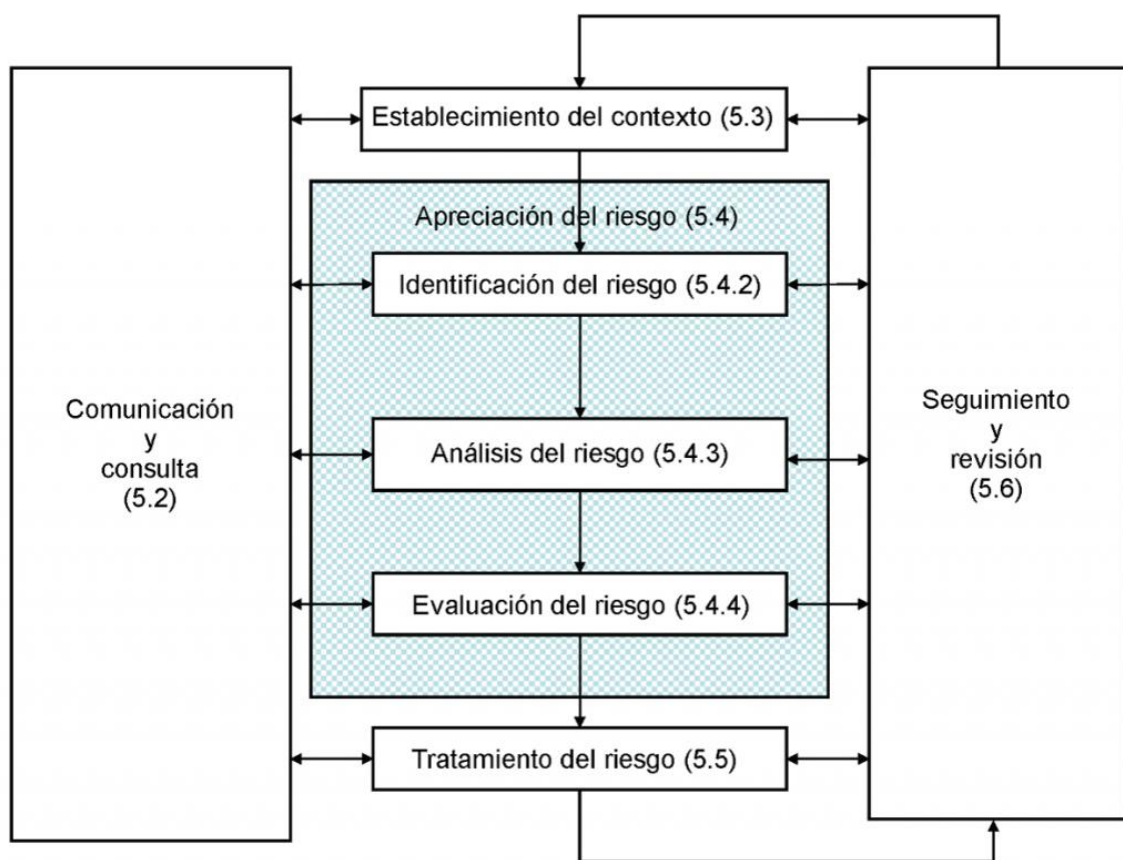 Establecimiento del contexto (5.3)
Apreciación del riesgo (5.4)
Identificación del riesgo (5.4.2)
Comunicación
y
consulta
(5.2)
Análisis del riesgo (5.4.3)
Seguimiento
y
revisión
(5.6)
Evaluación del riesgo (5.4.4)
Tratamiento del riesgo (5.5)